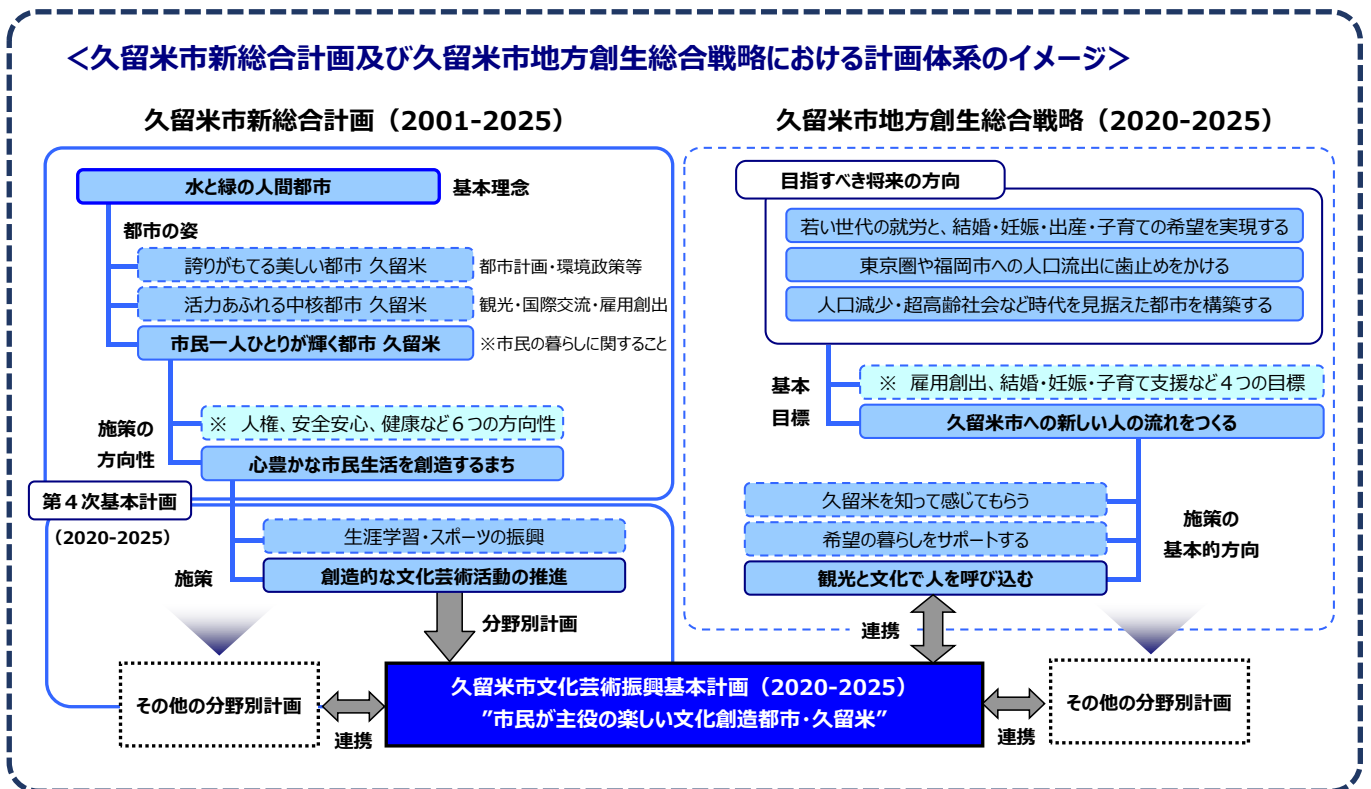 ＜久留米市新総合計画及び久留米市地方創生総合戦略における計画体系のイメージ＞
久留米市新総合計画（2001-2025）
水と緑の人間都市
基本理念
都市の姿
誇りがもてる美しい都市 久留米
都市計画・環境政策等
活力あふれる中核都市 久留米
観光・国際交流・雇用創出
市民一人ひとりが輝く都市 久留米
※市民の暮らしに関すること
施策の
方向性
※ 人権、安全安心、健康など６つの方向性
心豊かな市民生活を創造するまち
第４次基本計画
（2020-2025）
生涯学習・スポーツの振興
施策
創造的な文化芸術活動の推進
分野別計画
その他の分野別計画
連携
久留米市地方創生総合戦略（2020-2025）
目指すべき将来の方向
若い世代の就労と、結婚・妊娠・出産・子育ての希望を実現する
東京圏や福岡市への人口流出に歯止めをかける
人口減少・超高齢社会など時代を見据えた都市を構築する
基本
目標
※ 雇用創出、結婚・妊娠・子育て支援など４つの目標
久留米市への新しい人の流れをつくる
久留米を知って感じてもらう
希望の暮らしをサポートする
観光と文化で人を呼び込む
施策の
基本的方向
連携
久留米市文化芸術振興基本計画（2020-2025）
”市民が主役の楽しい文化創造都市・久留米”
連携
その他の分野別計画